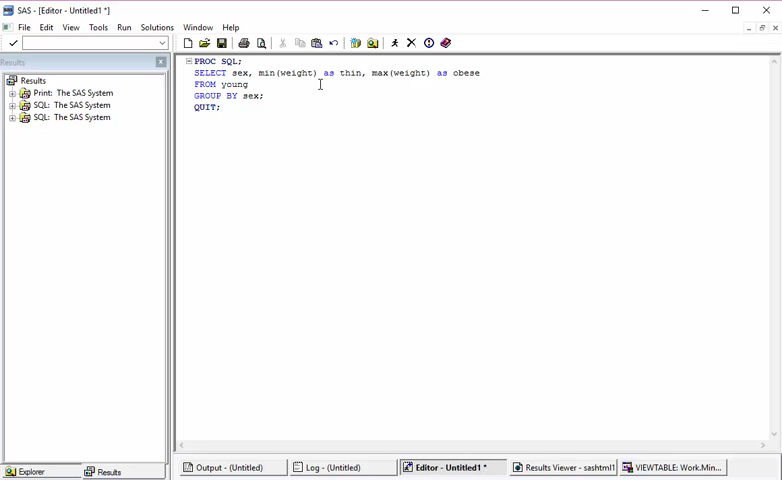 SAS - [Editor - Untitled1 *]
File Edit View Tools Run Solutions Window Help
Results
Results
Print: The SAS System
SQL: The SAS System
SQL: The SAS System
PROC SQL;
SELECT sex, min(weight) as thin, max(weight) as obese
FROM young
GROUP BY sex;
QUIT;
Explorer
Results
Output - (Untitled)
Log - (Untitled)
Editor - Untitled1 *
Results Viewer - sashtml1
VIEWTABLE: Work.Min...